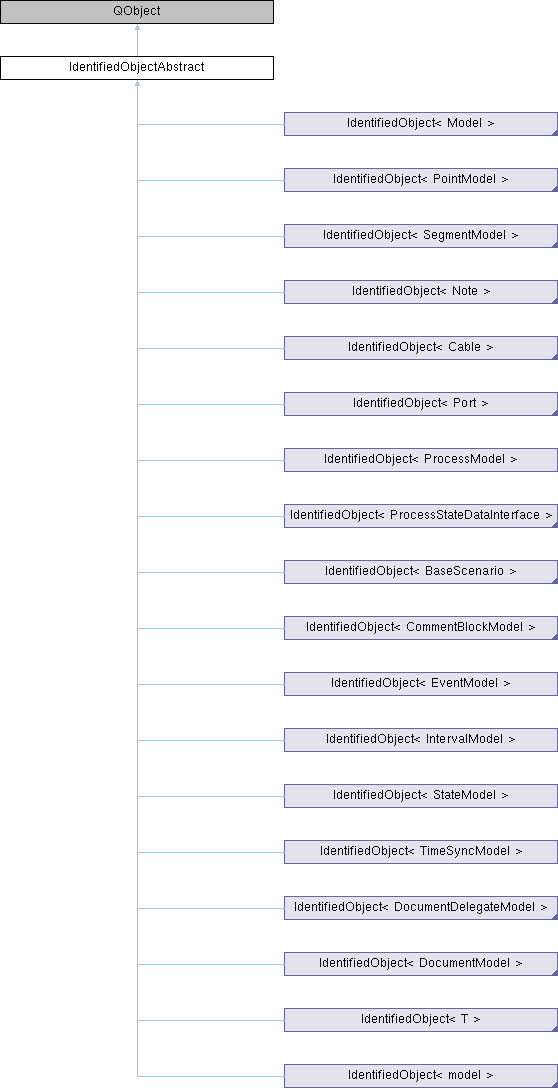 QObject
IdentifiedObjectAbstract
IdentifiedObject< Model >
IdentifiedObject< PointModel >
IdentifiedObject< SegmentModel >
IdentifiedObject< Note >
IdentifiedObject< Cable >
IdentifiedObject< Port >
IdentifiedObject< ProcessModel >
IdentifiedObject< ProcessStateDataInterface >
IdentifiedObject< BaseScenario >
IdentifiedObject< CommentBlockModel >
IdentifiedObject< EventModel >
IdentifiedObject< IntervalModel >
IdentifiedObject< StateModel >
IdentifiedObject< TimeSyncModel >
IdentifiedObject< DocumentDelegateModel >
IdentifiedObject< DocumentModel >
IdentifiedObject< T >
IdentifiedObject< model >